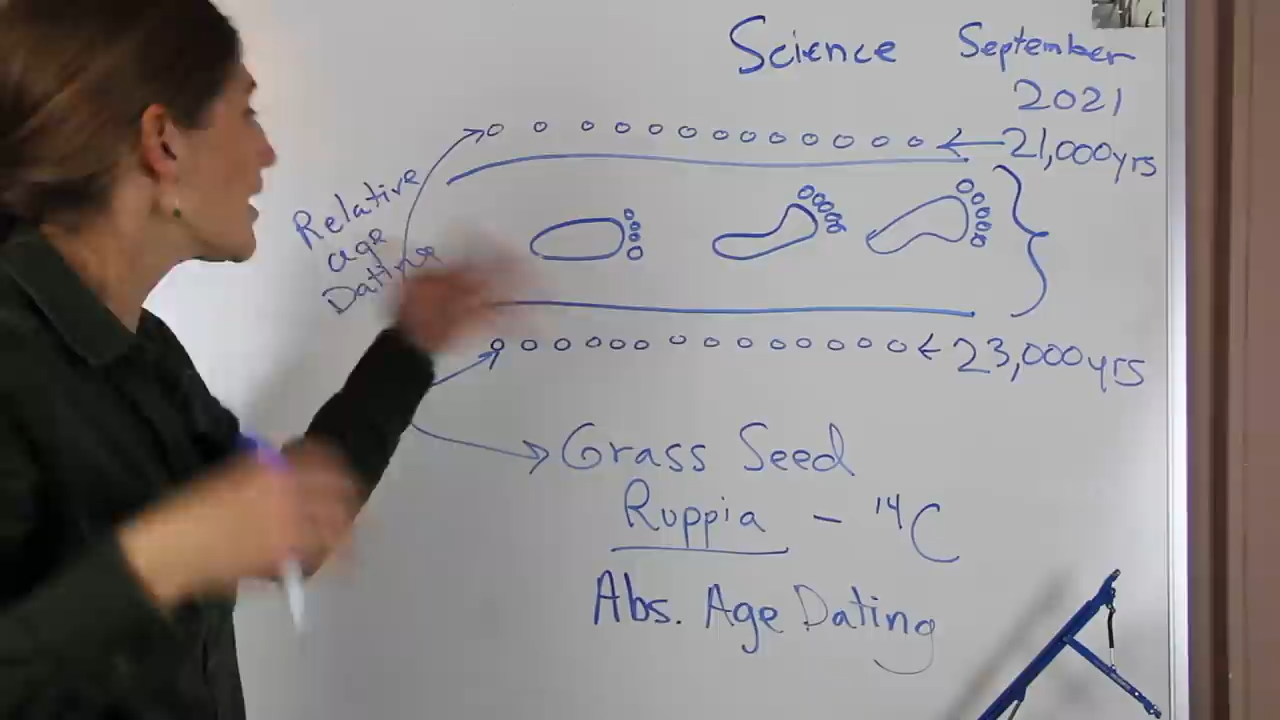 Science September
2021
21,000yrs
Relative
age
Dating
23,000yrs
Grass Seed
Ruppia - 14C
Abs. Age Dating